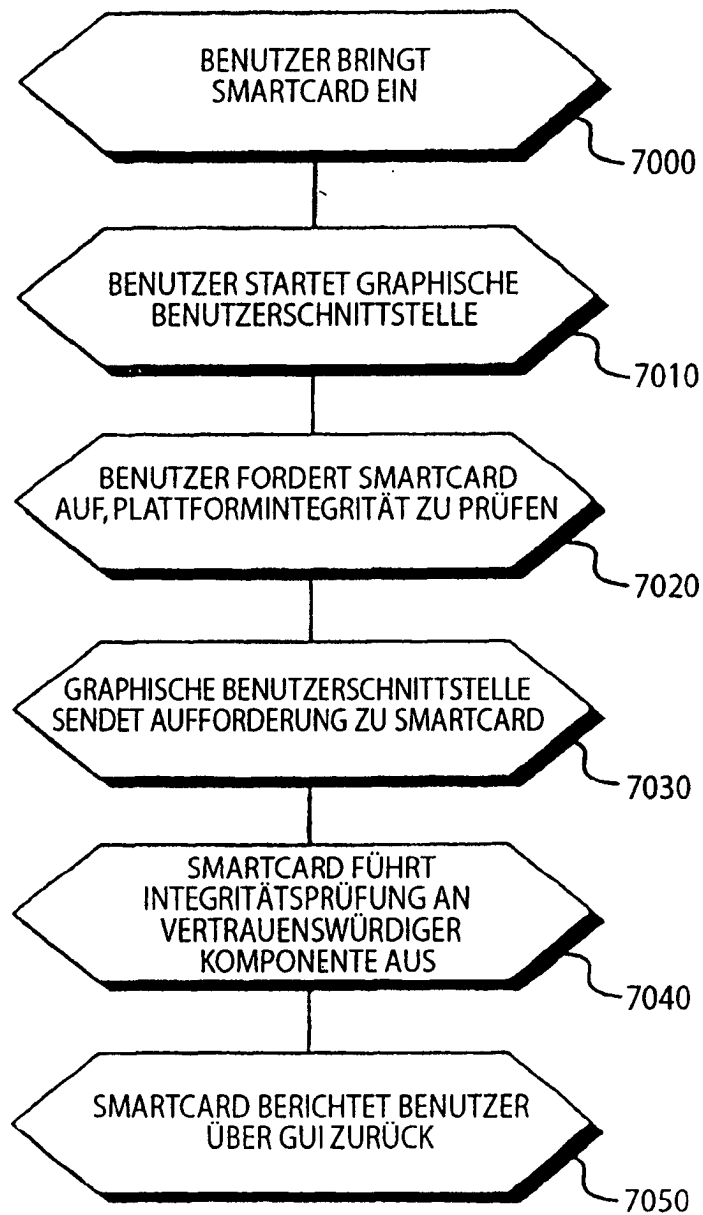 BENUTZER BRINGT
SMARTCARD EIN
7000
BENUTZER STARTET GRAPHISCHE
BENUTZERSCHNITTSTELLE
7010
BENUTZER FORDERT SMARTCARD
AUF, PLATTFORMINTEGRITÄT ZU PRÜFEN
7020
GRAPHISCHE BENUTZERSCHNITTSTELLE
SENDET AUFFORDERUNG ZU SMARTCARD
7030
SMARTCARD FÜHRT
INTEGRITÄTSPRÜFUNG AN
VERTRAUENSWÜRDIGER
KOMPONENTE AUS
7040
SMARTCARD BERICHTET BENUTZER
ÜBER GUI ZURÜCK
7050